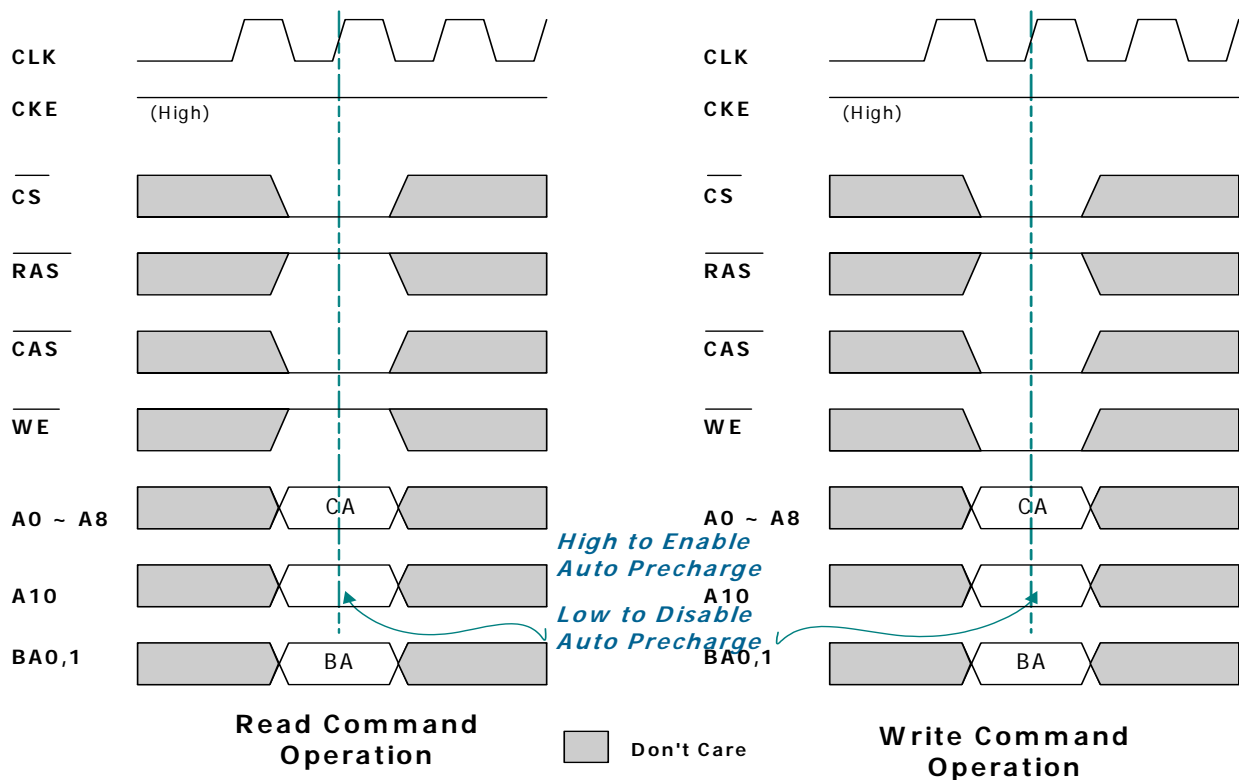 CLK
CKE
(High)
CS
RAS
CAS
WE
A0 ~ A8
CA
A10
BA0,1
BA
Read Command
Operation
High to Enable
Auto Precharge
Low to Disable
Auto Precharge
Don't Care
CLK
CKE
(High)
CS
RAS
CAS
WE
A0 ~ A8
CA
A10
BA0,1
BA
Write Command
Operation